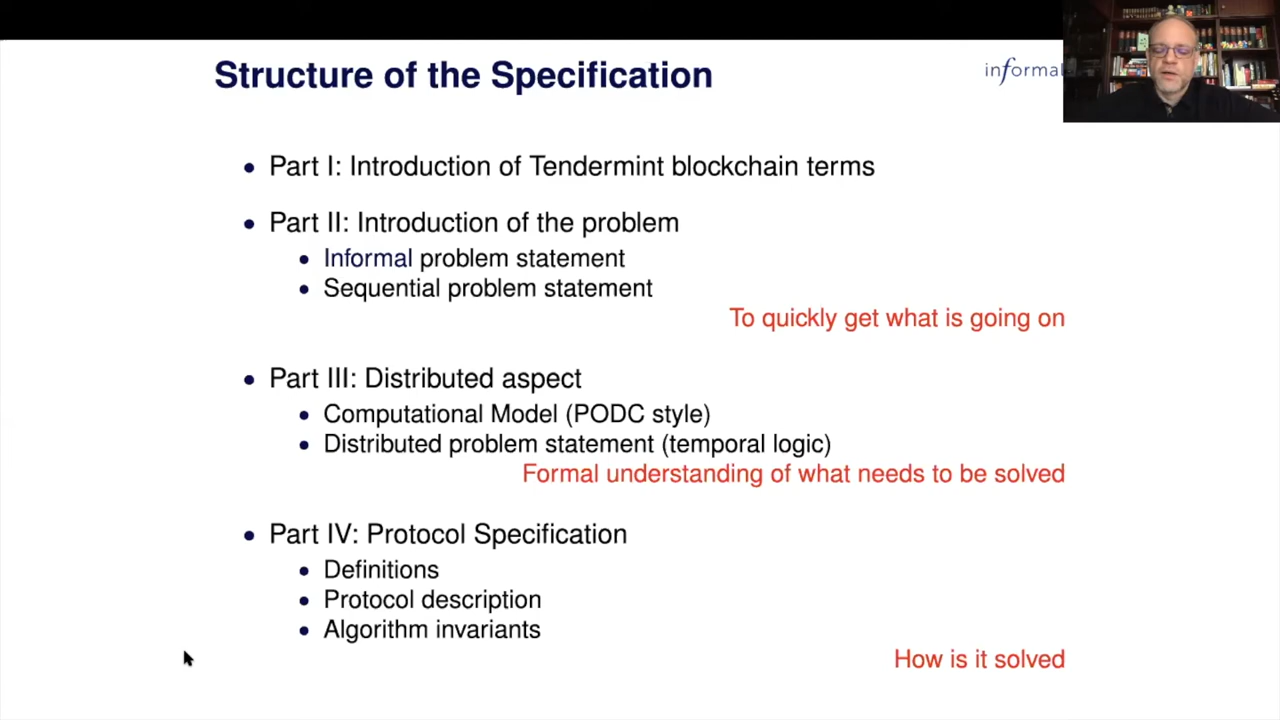 Structure of the Specification
informal
• Part I: Introduction of Tendermint blockchain terms
• Part II: Introduction of the problem
• Informal problem statement
• Sequential problem statement
To quickly get what is going on
• Part III: Distributed aspect
• Computational Model (PODC style)
• Distributed problem statement (temporal logic)
Formal understanding of what needs to be solved
• Part IV: Protocol Specification
• Definitions
• Protocol description
• Algorithm invariants
How is it solved